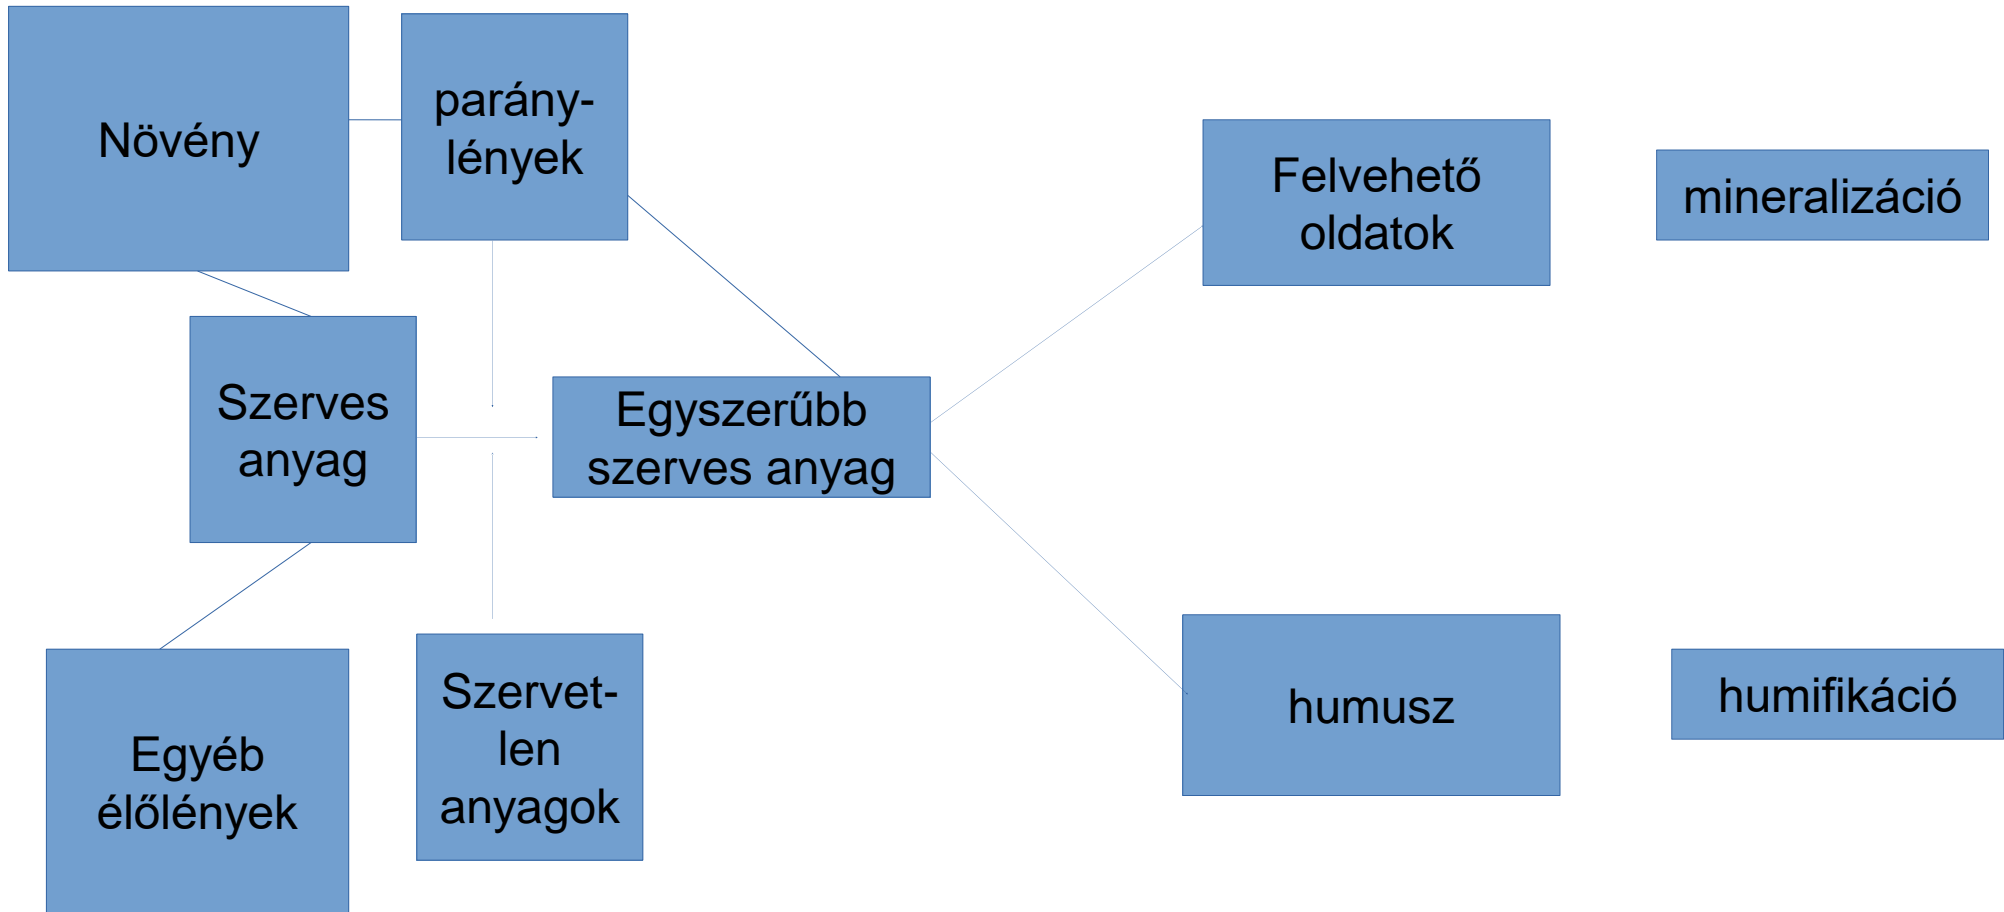 Növény
parány-
lények
Felvehető
oldatok
mineralizáció
Szerves
anyag
Egyszerűbb
szerves anyag
Egyéb
élőlények
Szervet-
len
anyagok
humusz
humifikáció